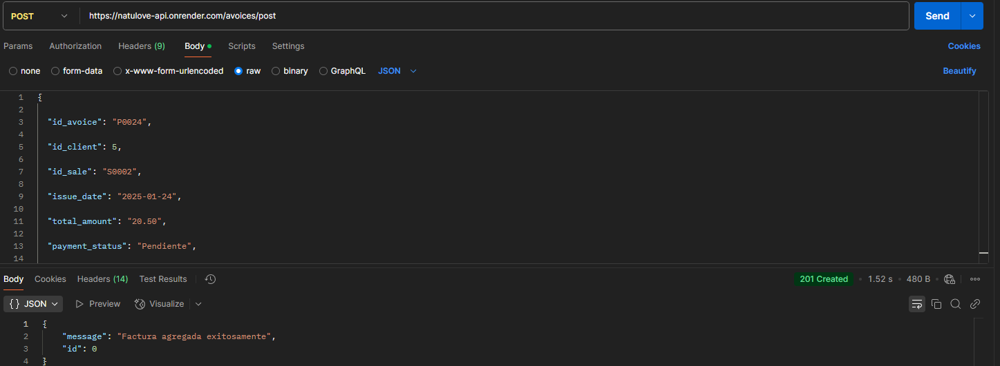 POST https://natulove-api.onrender.com/avoices/post Send
Params Authorization Headers (9) Body Scripts Settings Cookies
none form-data x-www-form-urlencoded raw binary GraphQL JSON Beautify
1 {
2
3 "id_avoice": "P0024",
4
5 "id_client": 5,
6
7 "id_sale": "S0002",
8
9 "issue_date": "2025-01-24",
10
11 "total_amount": "20.50",
12
13 "payment_status": "Pendiente",
14
Body Cookies Headers (14) Test Results 201 Created • 1.52 s • 480 B •
{} JSON Preview Visualize
1 {
2 "message": "Factura agregada exitosamente",
3 "id": 0
4 }